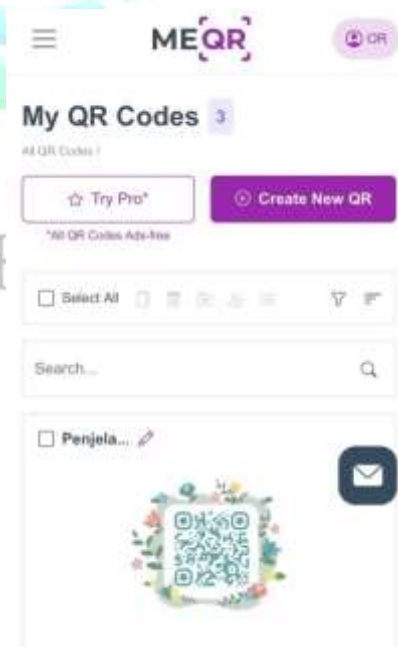 MEQR
OR
My QR Codes 3
All QR Codes /
Try Pro*
Create New QR
*All QR Codes Ads-free
Select All
Search...
Penjela...